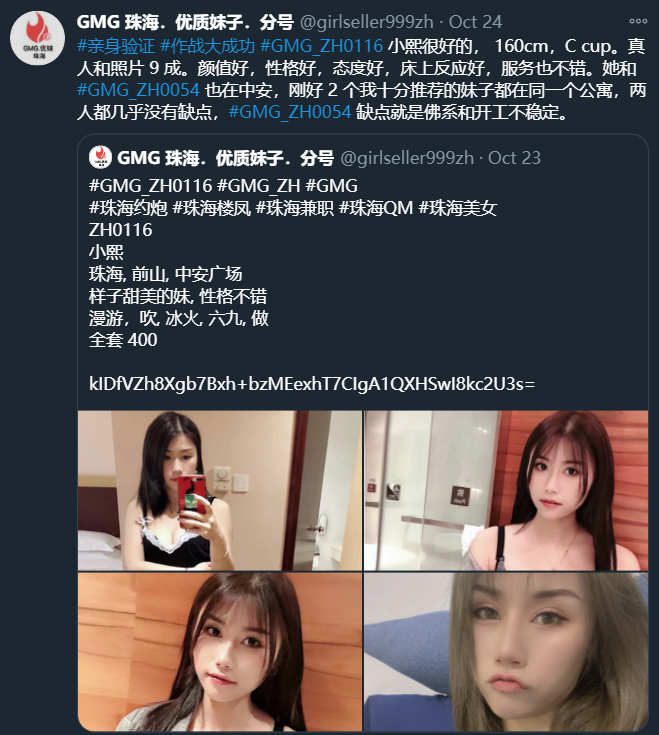 GMG.优妹
珠海
GMG 珠海．优质妹子．分号 @girlseller999zh · Oct 24
#亲身验证 #作战大成功 #GMG_ZH0116 小熙很好的， 160cm，C cup。真
人和照片 9 成。颜值好，性格好，态度好，床上反应好，服务也不错。她和
#GMG_ZH0054 也在中安，刚好 2 个我十分推荐的妹子都在同一个公寓，两
人都几乎没有缺点，#GMG_ZH0054 缺点就是佛系和开工不稳定。
GMG 珠海．优质妹子．分号 @girlseller999zh · Oct 23
#GMG_ZH0116 #GMG_ZH #GMG
#珠海约炮 #珠海楼凤 #珠海兼职 #珠海QM #珠海美女
ZH0116
小熙
珠海, 前山, 中安广场
样子甜美的妹, 性格不错
漫游，吹, 冰火, 六九, 做
全套 400
kIDfVZh8Xgb7Bxh+bzMEexhT7CIgA1QXHSwI8kc2U3s=